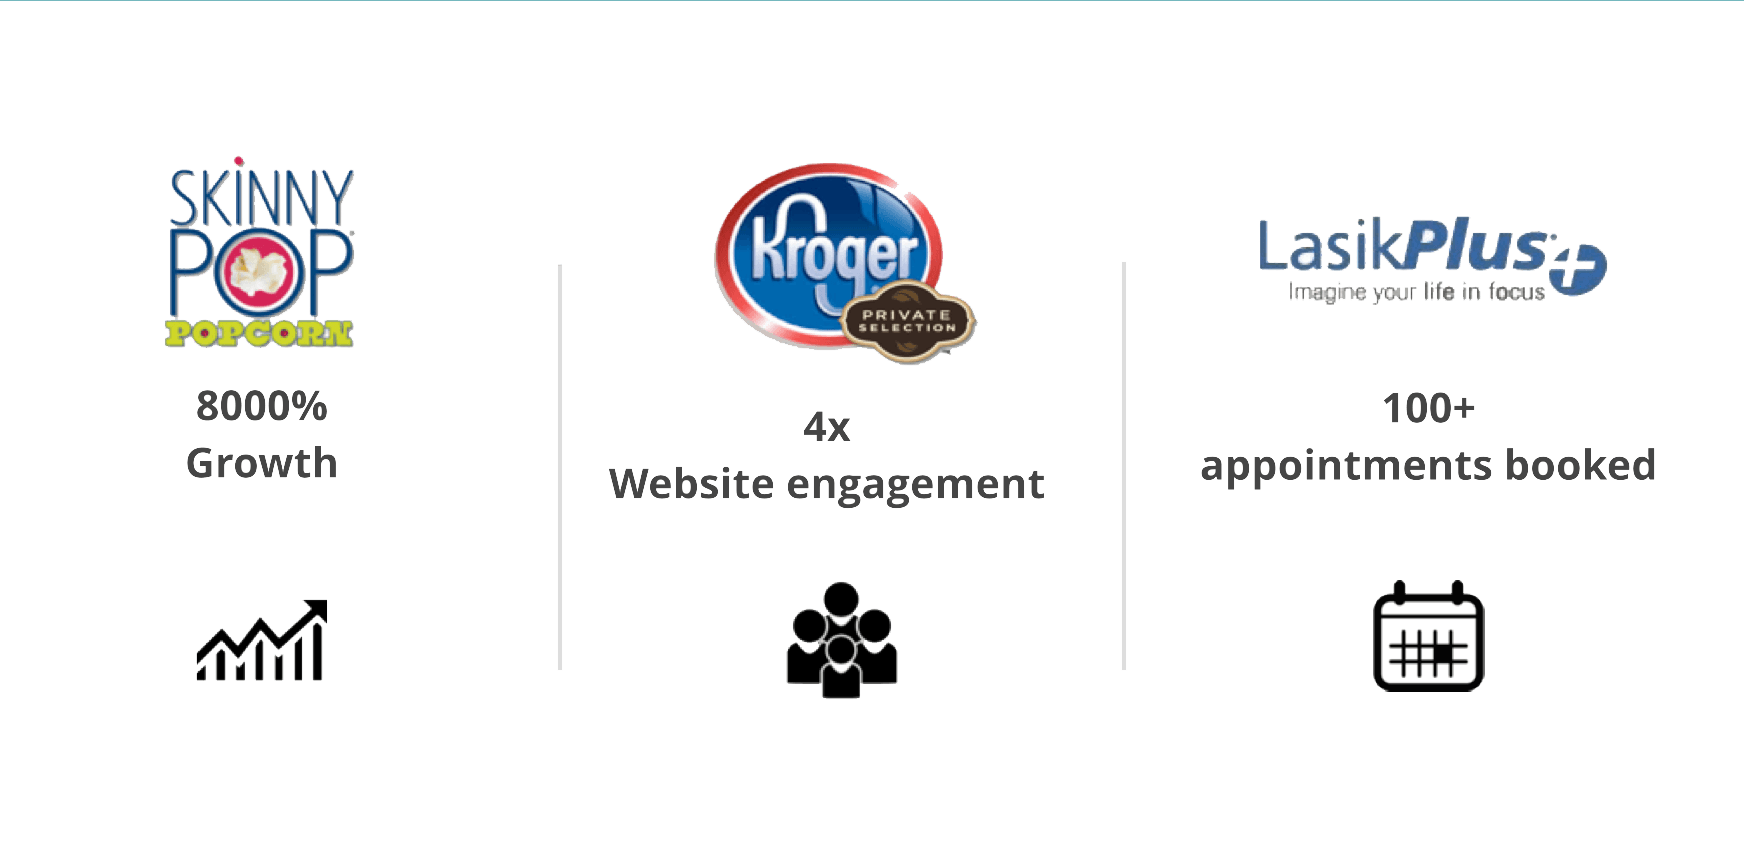 SKINNY
POP
POPCORN
8000%
Growth
Kroger
PRIVATE
SELECTION
4x
Website engagement
LasikPlus
Imagine your life in focus
100+
appointments booked